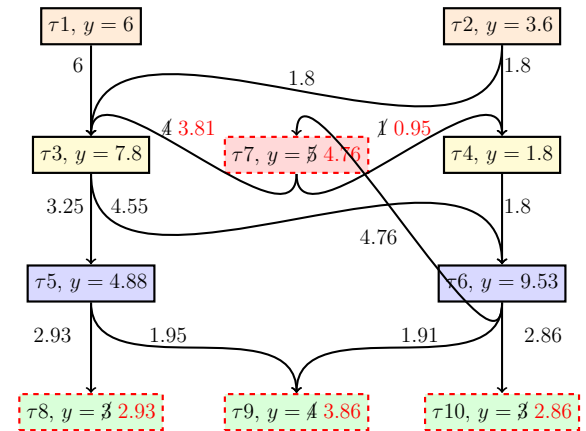 τ1, y = 6
τ2, y = 3.6
6
1.8
1.8
4 3.81
1 0.95
τ3, y = 7.8
τ7, y = 5 4.76
τ4, y = 1.8
3.25
4.55
4.76
1.8
τ5, y = 4.88
τ6, y = 9.53
2.93
1.95
1.91
2.86
τ8, y = 3 2.93
τ9, y = 4 3.86
τ10, y = 3 2.86